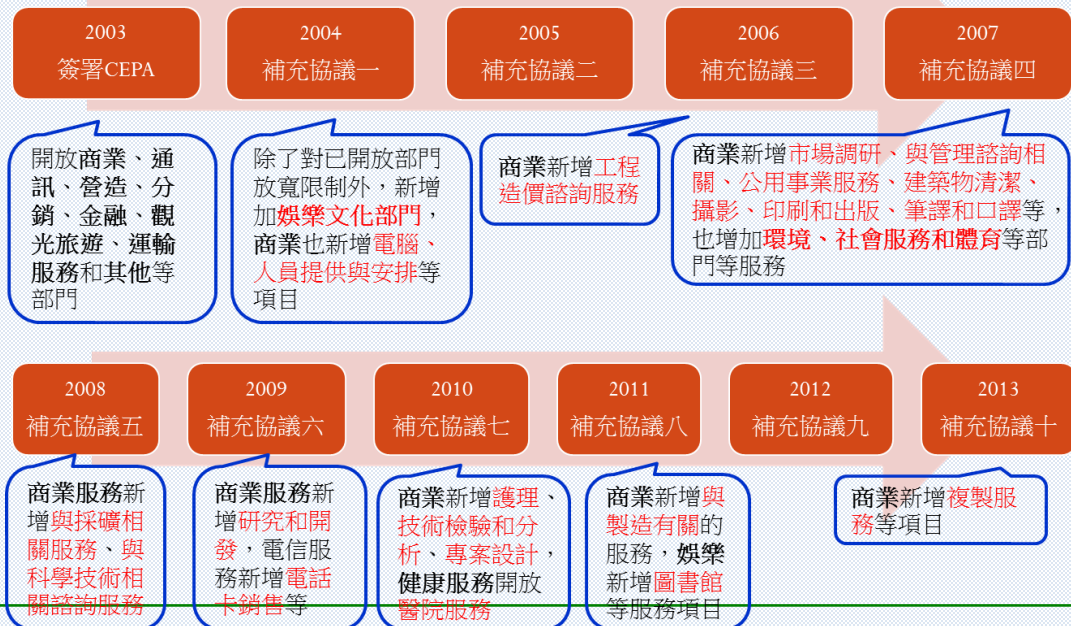 2003
簽署CEPA
2004
補充協議一
2005
補充協議二
2006
補充協議三
2007
補充協議四
開放商業、通
訊、營造、分
銷、金融、觀
光旅遊、運輸
服務和其他等
部門
除了對已開放部門
放寬限制外，新增
加娛樂文化部門，
商業也新增電腦、
人員提供與安排等
項目
商業新增工程
造價諮詢服務
商業新增市場調研、與管理諮詢相
關、公用事業服務、建築物清潔、
攝影、印刷和出版、筆譯和口譯等，
也增加環境、社會服務和體育等部
門等服務
2008
補充協議五
2009
補充協議六
2010
補充協議七
2011
補充協議八
2012
補充協議九
2013
補充協議十
商業服務新
增與採礦相
關服務、與
科學技術相
關諮詢服務
商業服務新
增研究和開
發，電信服
務新增電話
卡銷售等
商業新增護理、
技術檢驗和分
析、專案設計，
健康服務開放
醫院服務
商業新增與
製造有關的
服務，娛樂
新增圖書館
等服務項目
商業新增複製服
務等項目